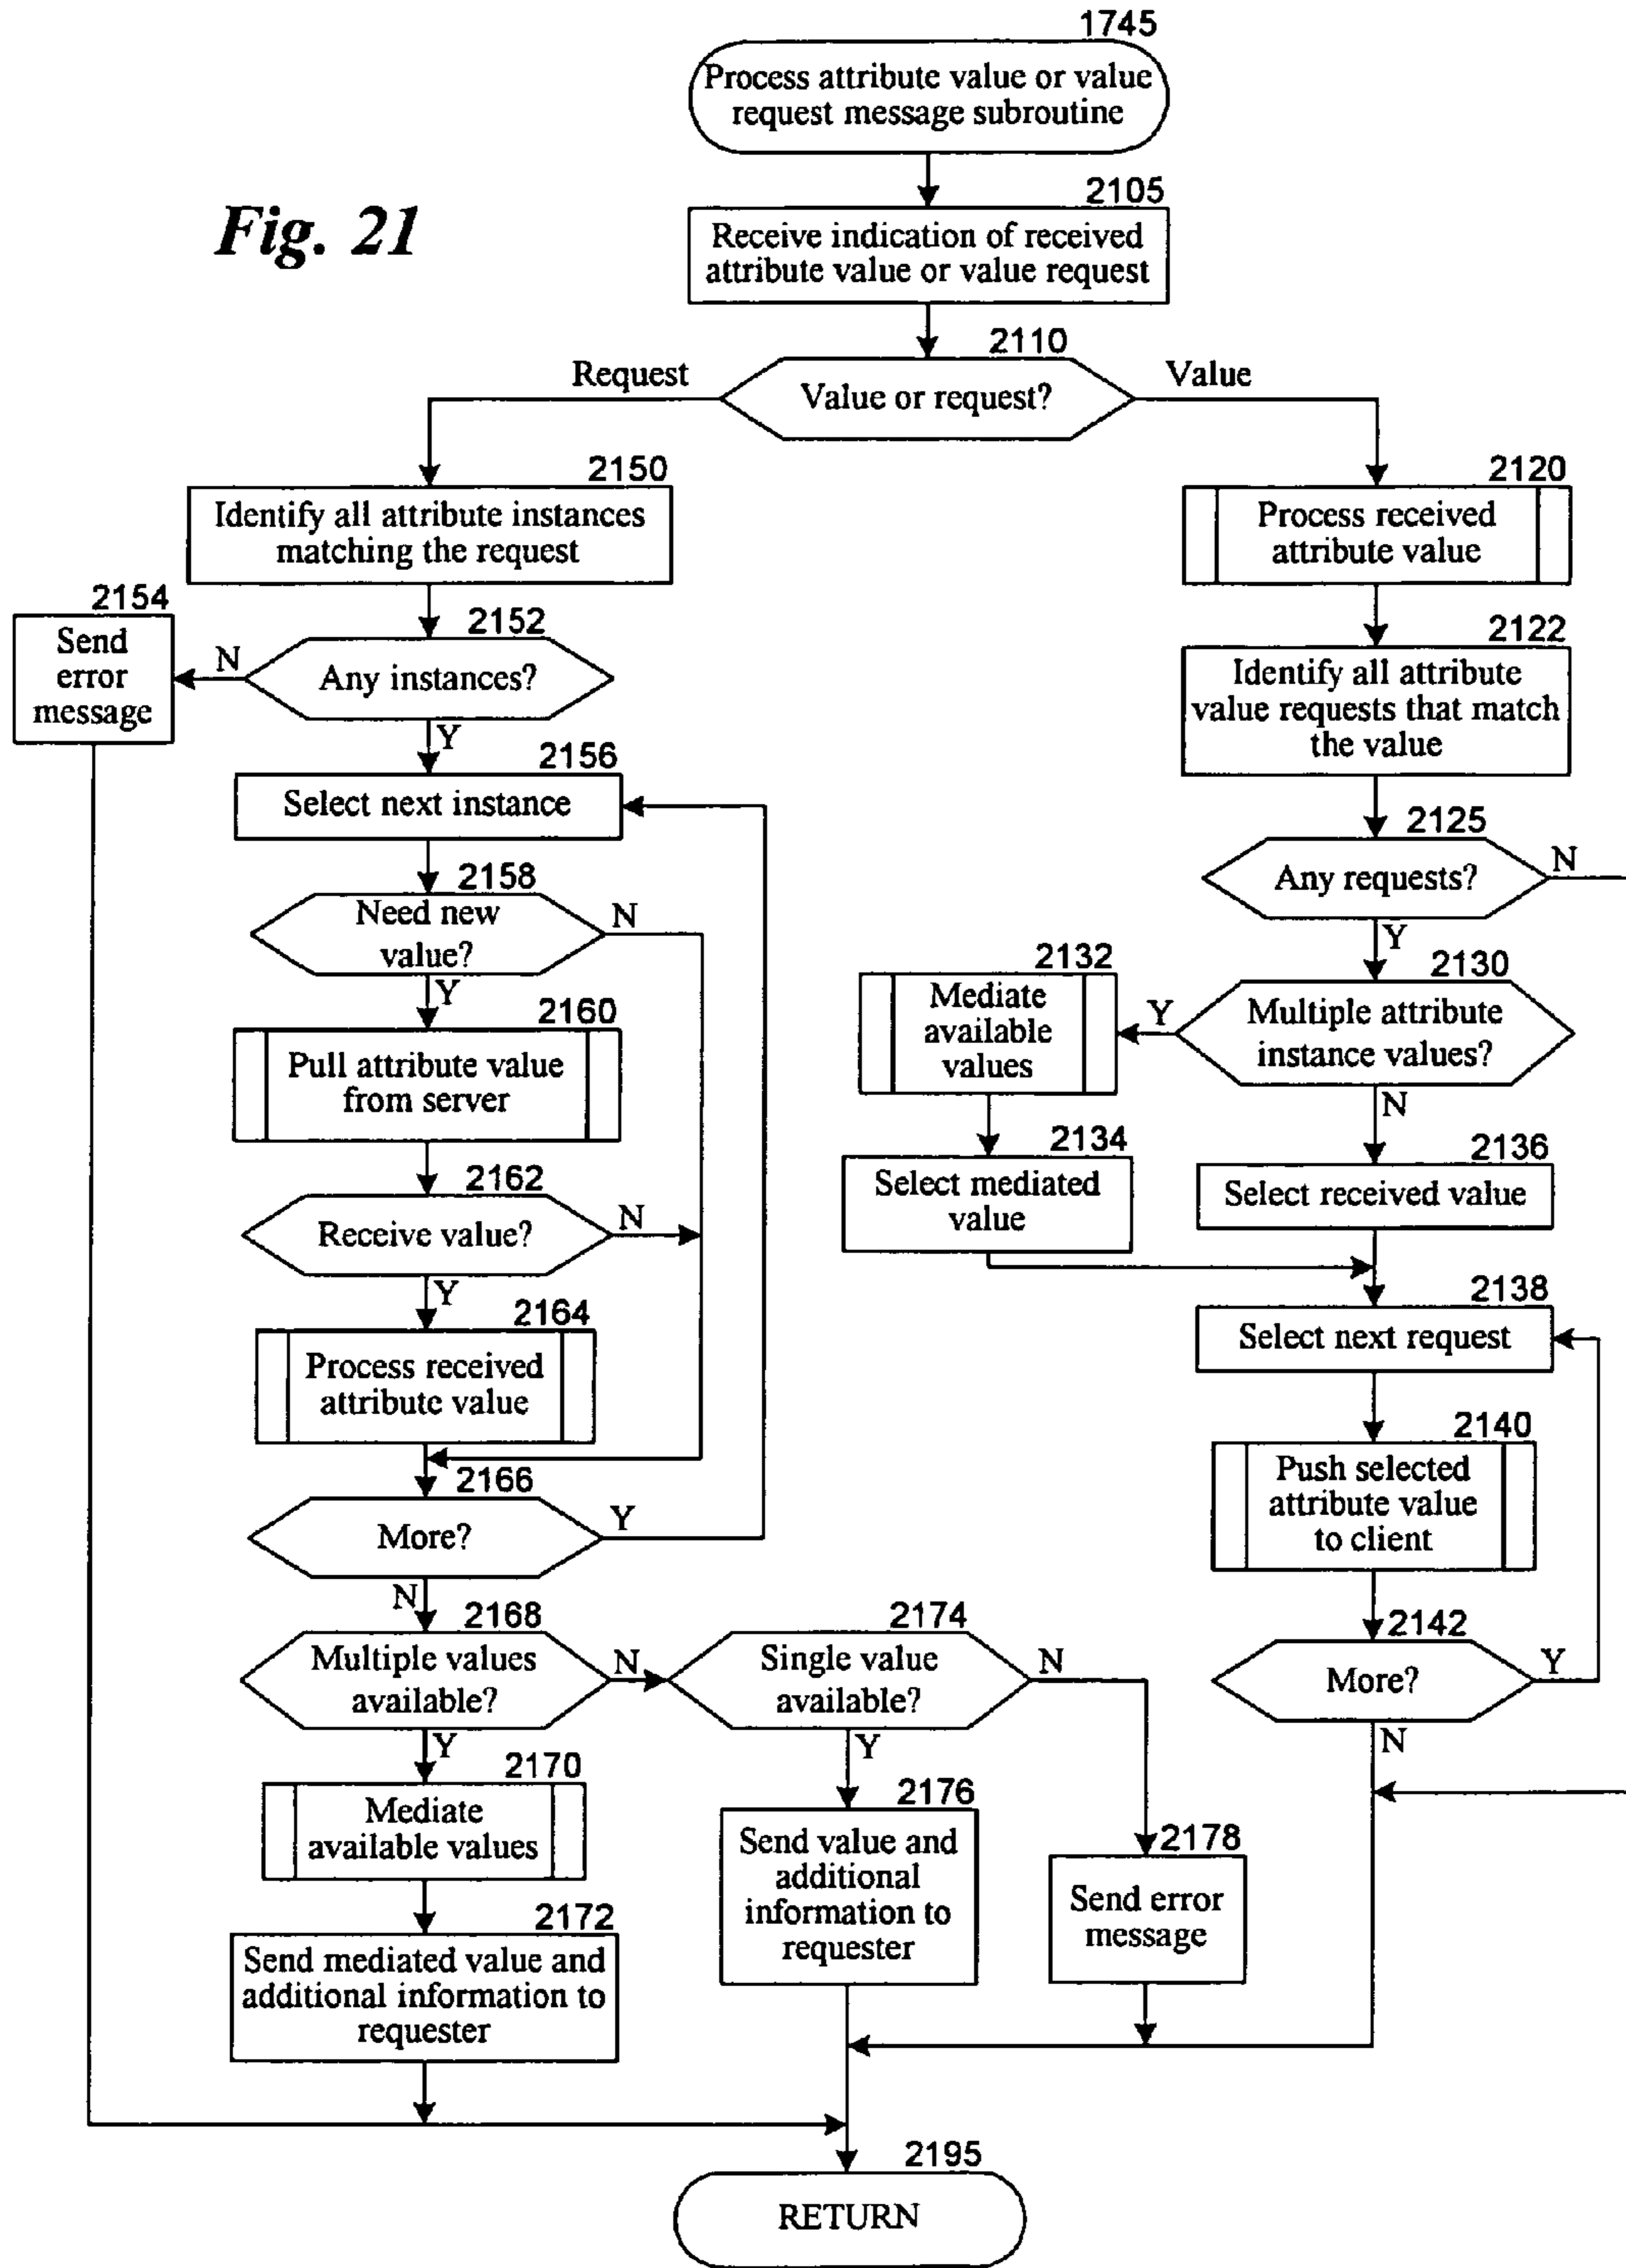 1745
Process attribute value or value
request message subroutine
Fig. 21
2105
Receive indication of received
attribute value or value request
2110
Request
Value or request?
Value
2150
Identify all attribute instances
matching the request
2120
Process received
attribute value
2154
Send
error
message
2152
N
Any instances?
Y
2122
Identify all attribute
value requests that match
the value
2156
Select next instance
2125
Any requests?
N
Y
2158
Need new
value?
N
Y
2132
Mediate
available
values
2130
Y
Multiple attribute
instance values?
N
2160
Pull attribute value
from server
2134
Select mediated
value
2136
Select received value
2162
Receive value?
N
Y
2138
Select next request
2164
Process received
attribute value
2140
Push selected
attribute value
to client
2166
More?
Y
N
2168
Multiple values
available?
N
Y
2174
Single value
available?
N
Y
2142
More?
Y
N
2170
Mediate
available values
2176
Send value and
additional
information to
requester
2178
Send error
message
2172
Send mediated value and
additional information to
requester
2195
RETURN